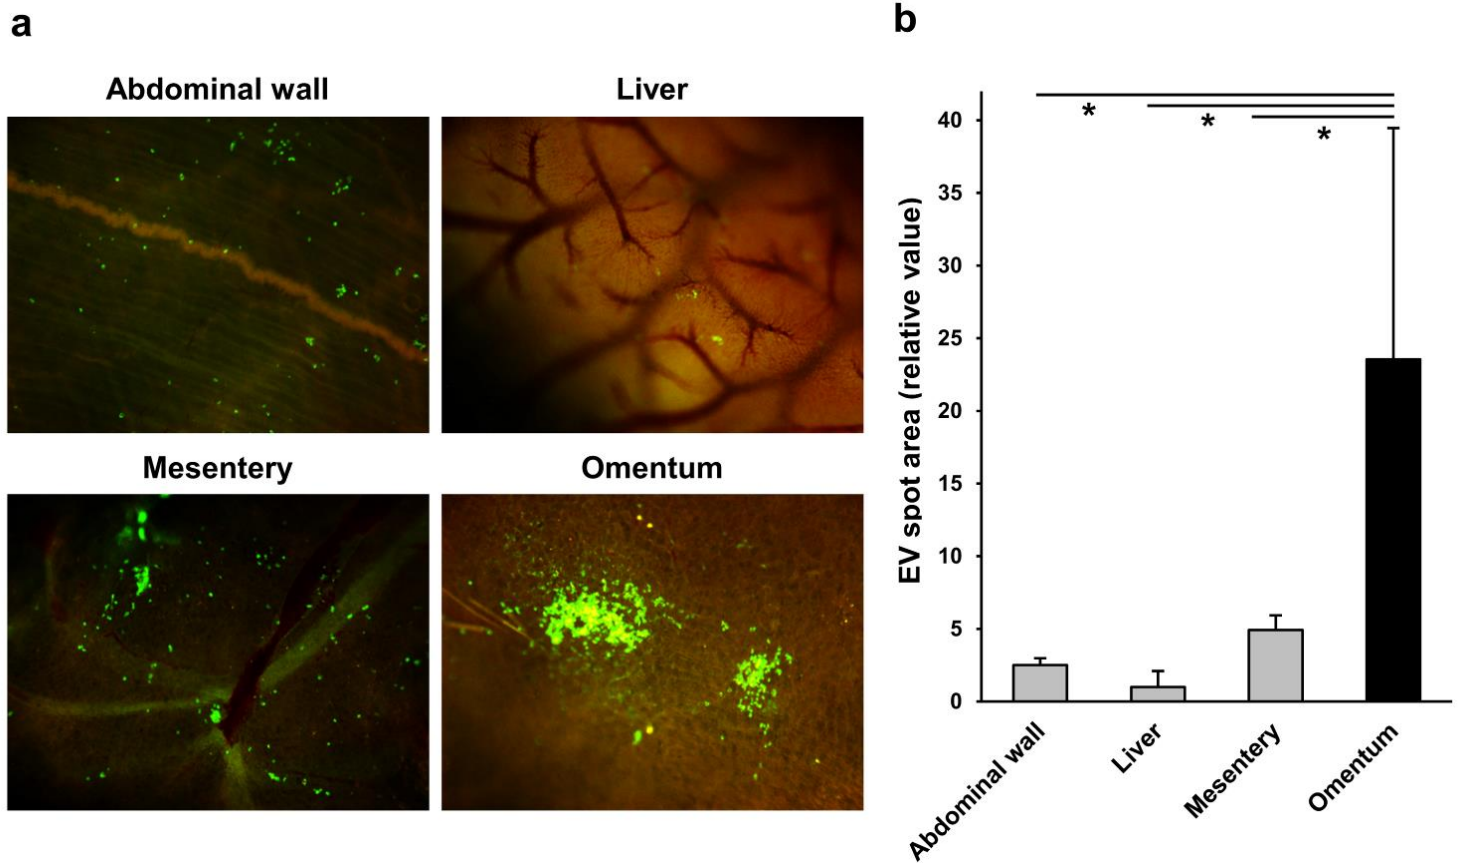 a
Abdominal wall
Liver
Mesentery
Omentum
b
EV spot area (relative value)
40
35
30
25
20
15
10
5
0
*
*
*
Abdominal wall
Liver
Mesentery
Omentum